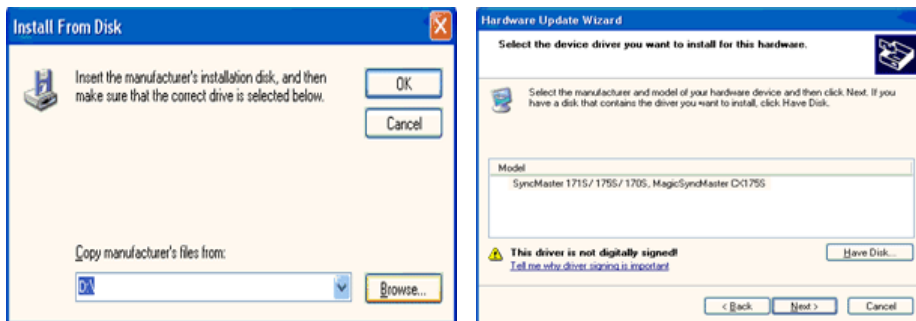 Install From Disk
Insert the manufacturer's installation disk, and then
make sure that the correct drive is selected below.
OK
Cancel
Copy manufacturer's files from:
D:\
Browse...
Hardware Update Wizard
Select the device driver you want to install for this hardware.
Select the manufacturer and model of your hardware device and then click Next. If you
have a disk that contains the driver you want to install, click Have Disk.
Model
SyncMaster 171S/ 175S/ 170S, MagicSyncMaster CX175S
This driver is not digitally signed!
Have Disk...
Tell me why driver signing is important
< Back
Next >
Cancel